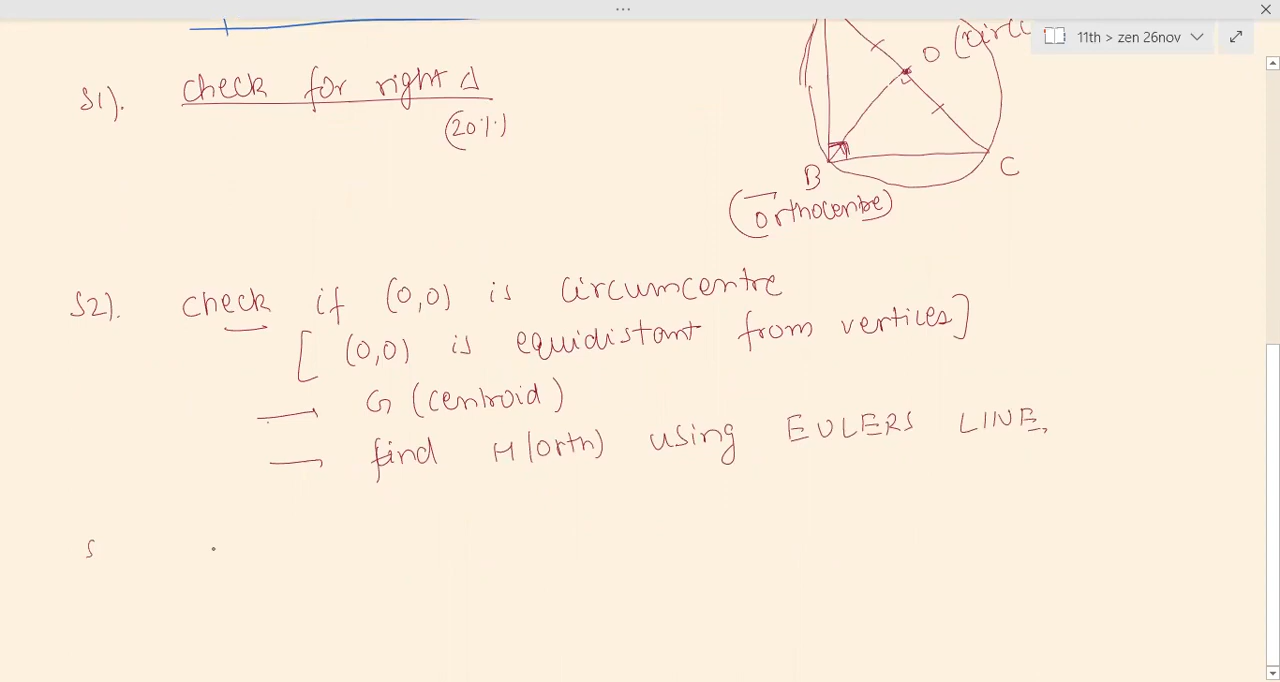 ...
11th > zen 26nov
O (circ
S1). check for right Δ
(20%)
B
C
(orthocentre)
S2). check if (0,0) is circumcentre
[ (0,0) is equidistant from vertices]
— G (centroid)
— find H(orth) using EULERS LINE,
S